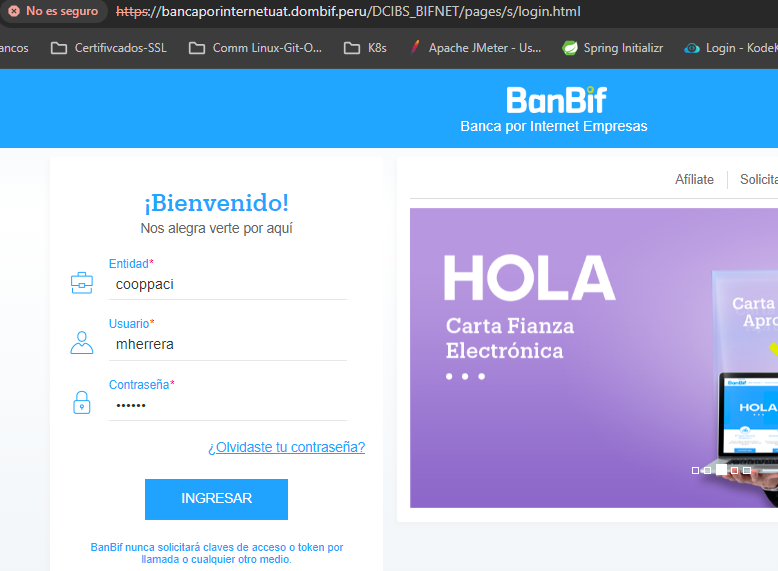 No es seguro https://bancaporinternetuat.dombif.peru/DCIBS_BIFNET/pages/s/login.html
ancos Certifivcados-SSL Comm Linux-Git-O... K8s Apache JMeter - Us... Spring Initializr Login - KodeK
BanBif
Banca por Internet Empresas
¡Bienvenido!
Nos alegra verte por aquí
Entidad*
cooppaci
Usuario*
mherrera
Contraseña*
••••••
¿Olvidaste tu contraseña?
INGRESAR
BanBif nunca solicitará claves de acceso o token por
llamada o cualquier otro medio.
Afíliate Solicita
HOLA
Carta Fianza
Electrónica
Carta
Apro
BanBif
HOLA